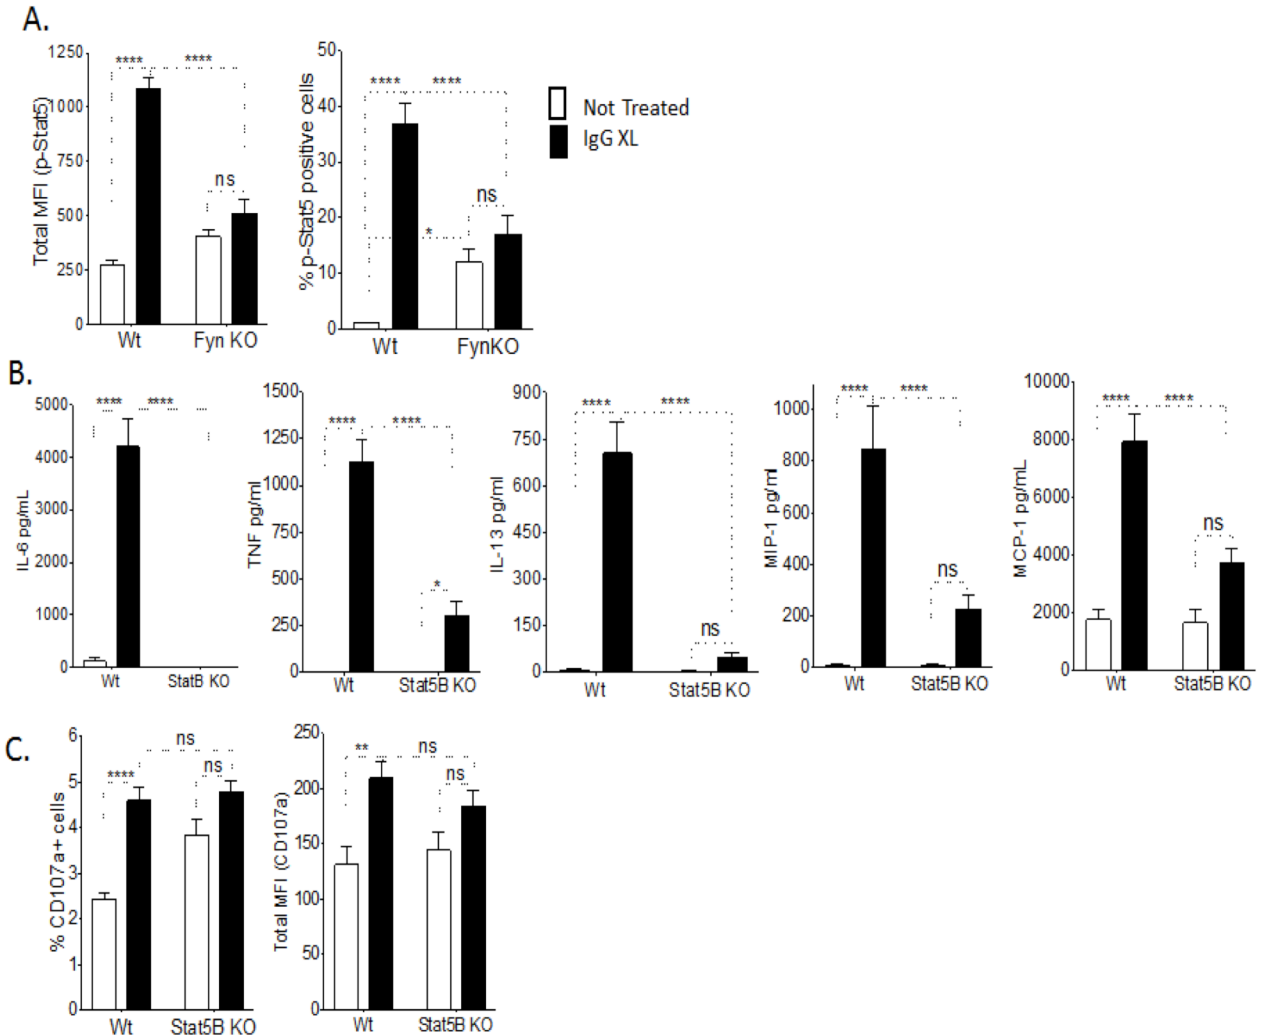 A.
Total MFI (p-Stat5)
1250
1000
750
500
250
0
**** ****
ns
Wt Fyn KO
% p-Stat5 positive cells
50
40
30
20
10
0
**** ****
ns
*
Wt FynKO
Not Treated
IgG XL
B.
IL-6 pg/mL
5000
4000
3000
2000
1000
0
**** ****
Wt StatB KO
TNF pg/ml
1500
1250
1000
750
500
250
0
**** ****
*
Wt Stat5B KO
IL-13 pg/ml
900
750
600
450
300
150
0
**** ****
ns
Wt Stat5B KO
MIP-1 pg/ml
1000
800
600
400
200
0
**** ****
ns
Wt Stat5B KO
MCP-1 pg/mL
10000
8000
6000
4000
2000
0
**** ****
ns
Wt Stat5B KO
C.
% CD107a+ cells
6
5
4
3
2
1
0
ns
**** ns
Wt Stat5B KO
Total MFI (CD107a)
250
200
150
100
50
0
** ns
ns
Wt Stat5B KO